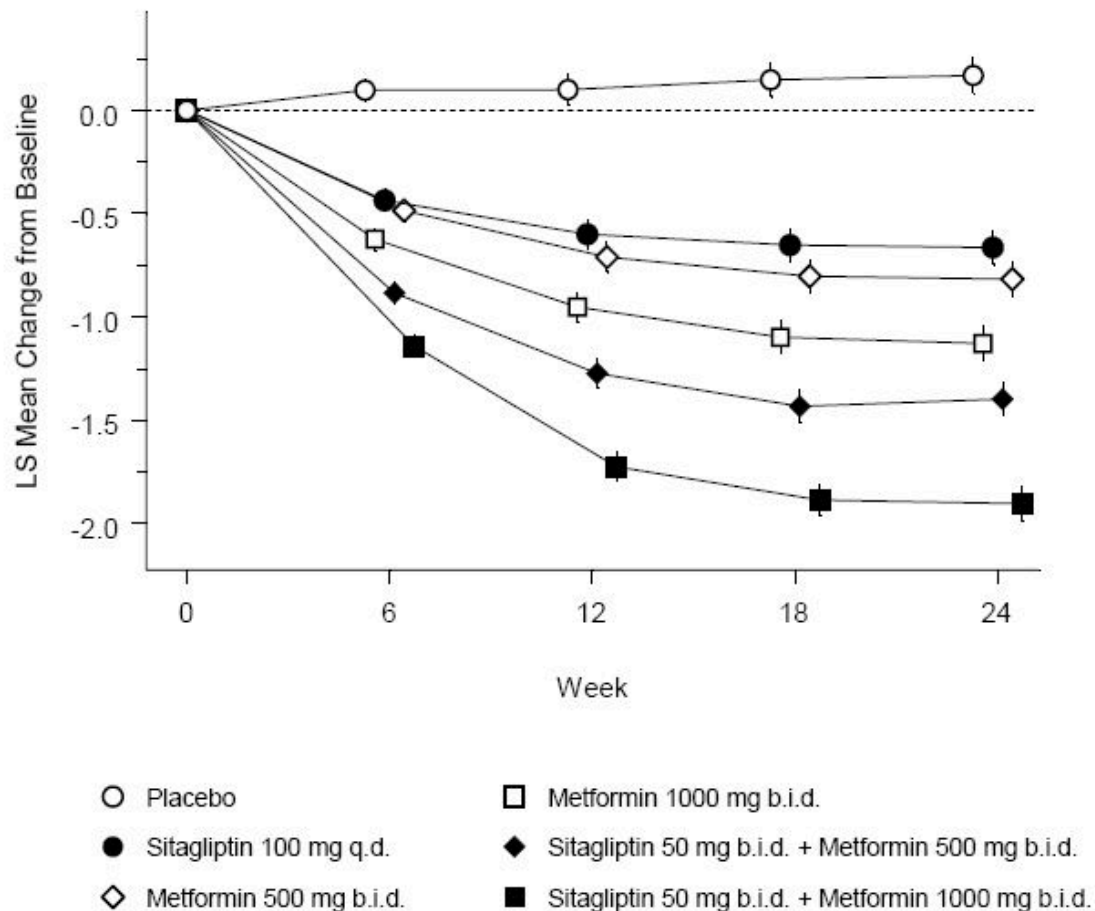 LS Mean Change from Baseline
0.0
-0.5
-1.0
-1.5
-2.0
0 6 12 18 24
Week
Placebo
Sitagliptin 100 mg q.d.
Metformin 500 mg b.i.d.
Metformin 1000 mg b.i.d.
Sitagliptin 50 mg b.i.d. + Metformin 500 mg b.i.d.
Sitagliptin 50 mg b.i.d. + Metformin 1000 mg b.i.d.